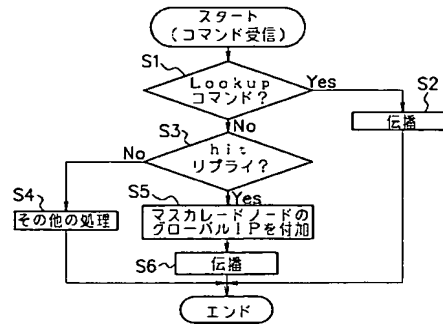 スタート
(コマンド受信)
S1
Lookup
コマンド?
Yes
S2
伝播
No
S3
hit
リプライ?
No
S4
その他の処理
Yes
S5
マスカレードノードの
グローバルIPを付加
S6
伝播
エンド